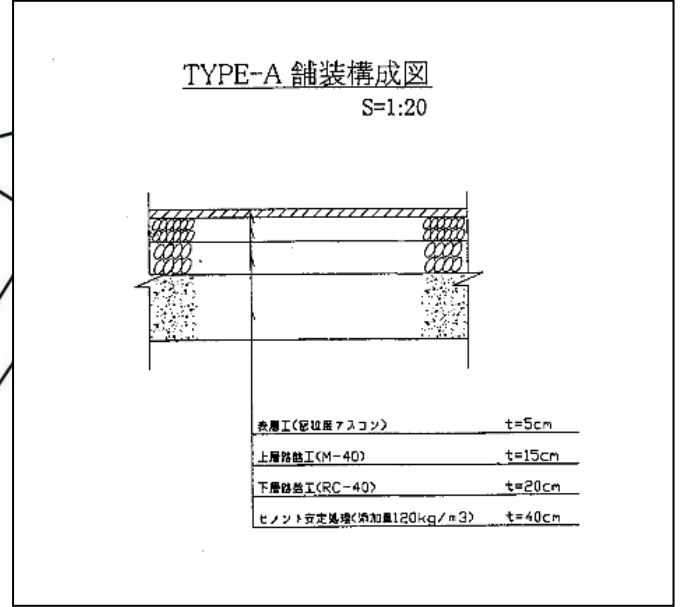 TYPE-A 舗装構成図
S=1:20
表層工(密粒度アスコン) t=5cm
上層路盤工(M-40) t=15cm
下層路盤工(RC-40) t=20cm
セメント安定処理(添加量120kg/m3) t=40cm